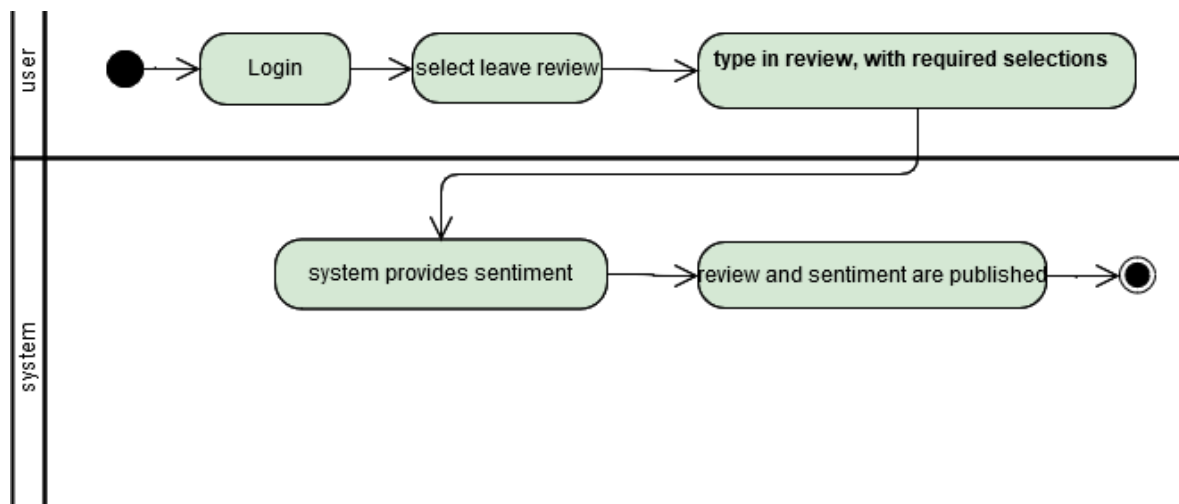 user
Login
select leave review
type in review, with required selections
system
system provides sentiment
review and sentiment are published